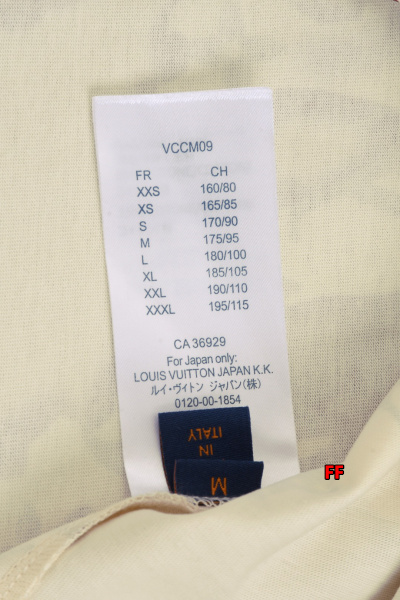 VCCM09
FR CH
XXS 160/80
XS 165/85
S 170/90
M 175/95
L 180/100
XL 185/105
XXL 190/110
XXXL 195/115
CA 36929
For Japan only:
LOUIS VUITTON JAPAN K.K.
ルイ・ヴィトン ジャパン(株)
0120-00-1854
IN
ITALY
M
FF